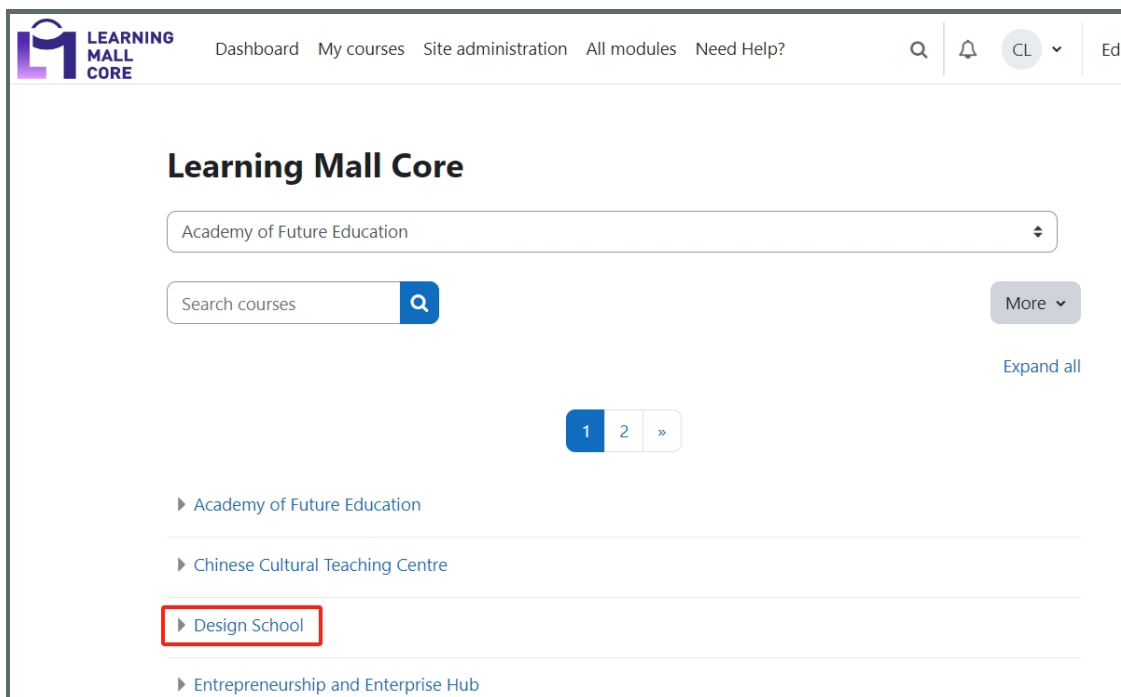 LEARNING
MALL
CORE
Dashboard My courses Site administration All modules Need Help? CL Ed
Learning Mall Core
Academy of Future Education
Search courses More
Expand all
1 2 »
Academy of Future Education
Chinese Cultural Teaching Centre
Design School
Entrepreneurship and Enterprise Hub